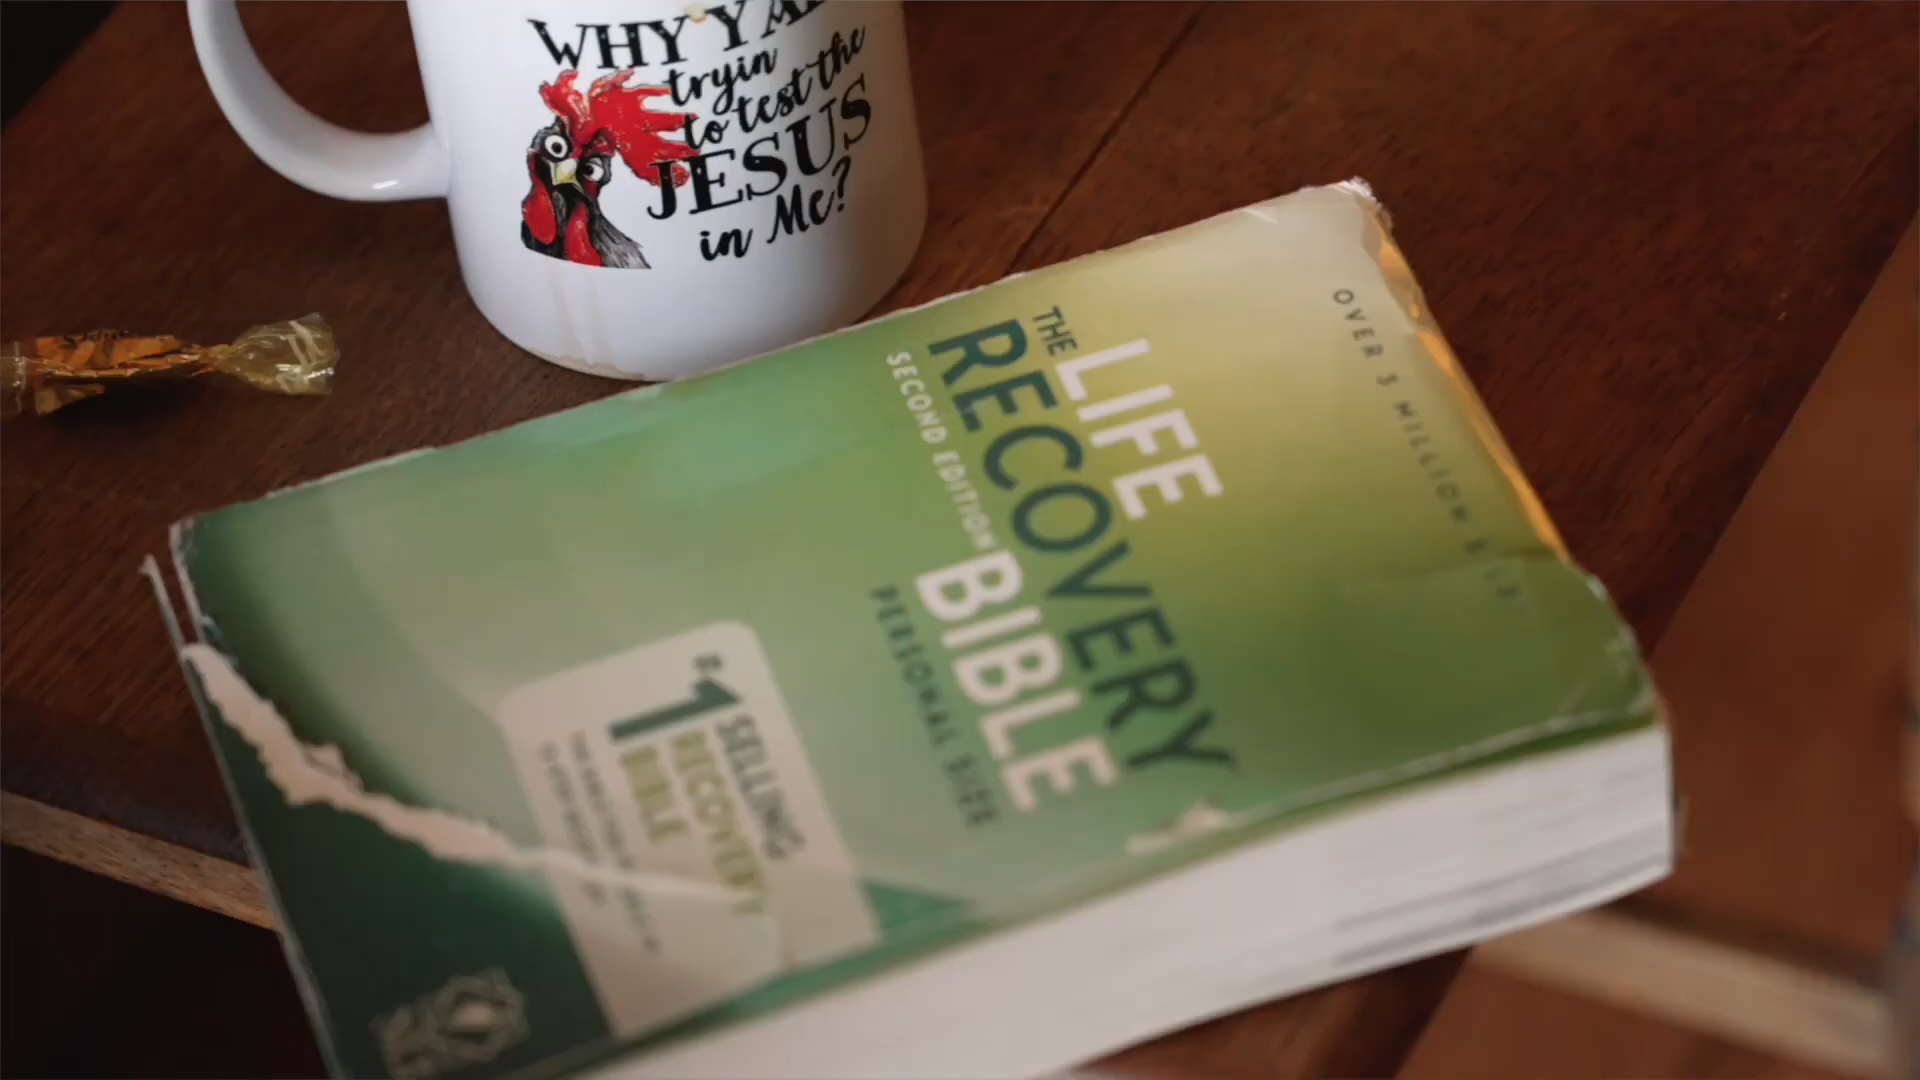 WHY Y'ALL
tryin
to test the
JESUS
in Me?
OVER 3 MILLION
THE
LIFE
RECOVERY
SECOND EDITION
BIBLE
PERSONAL SIZE
#1
SELLING
RECOVERY
BIBLE